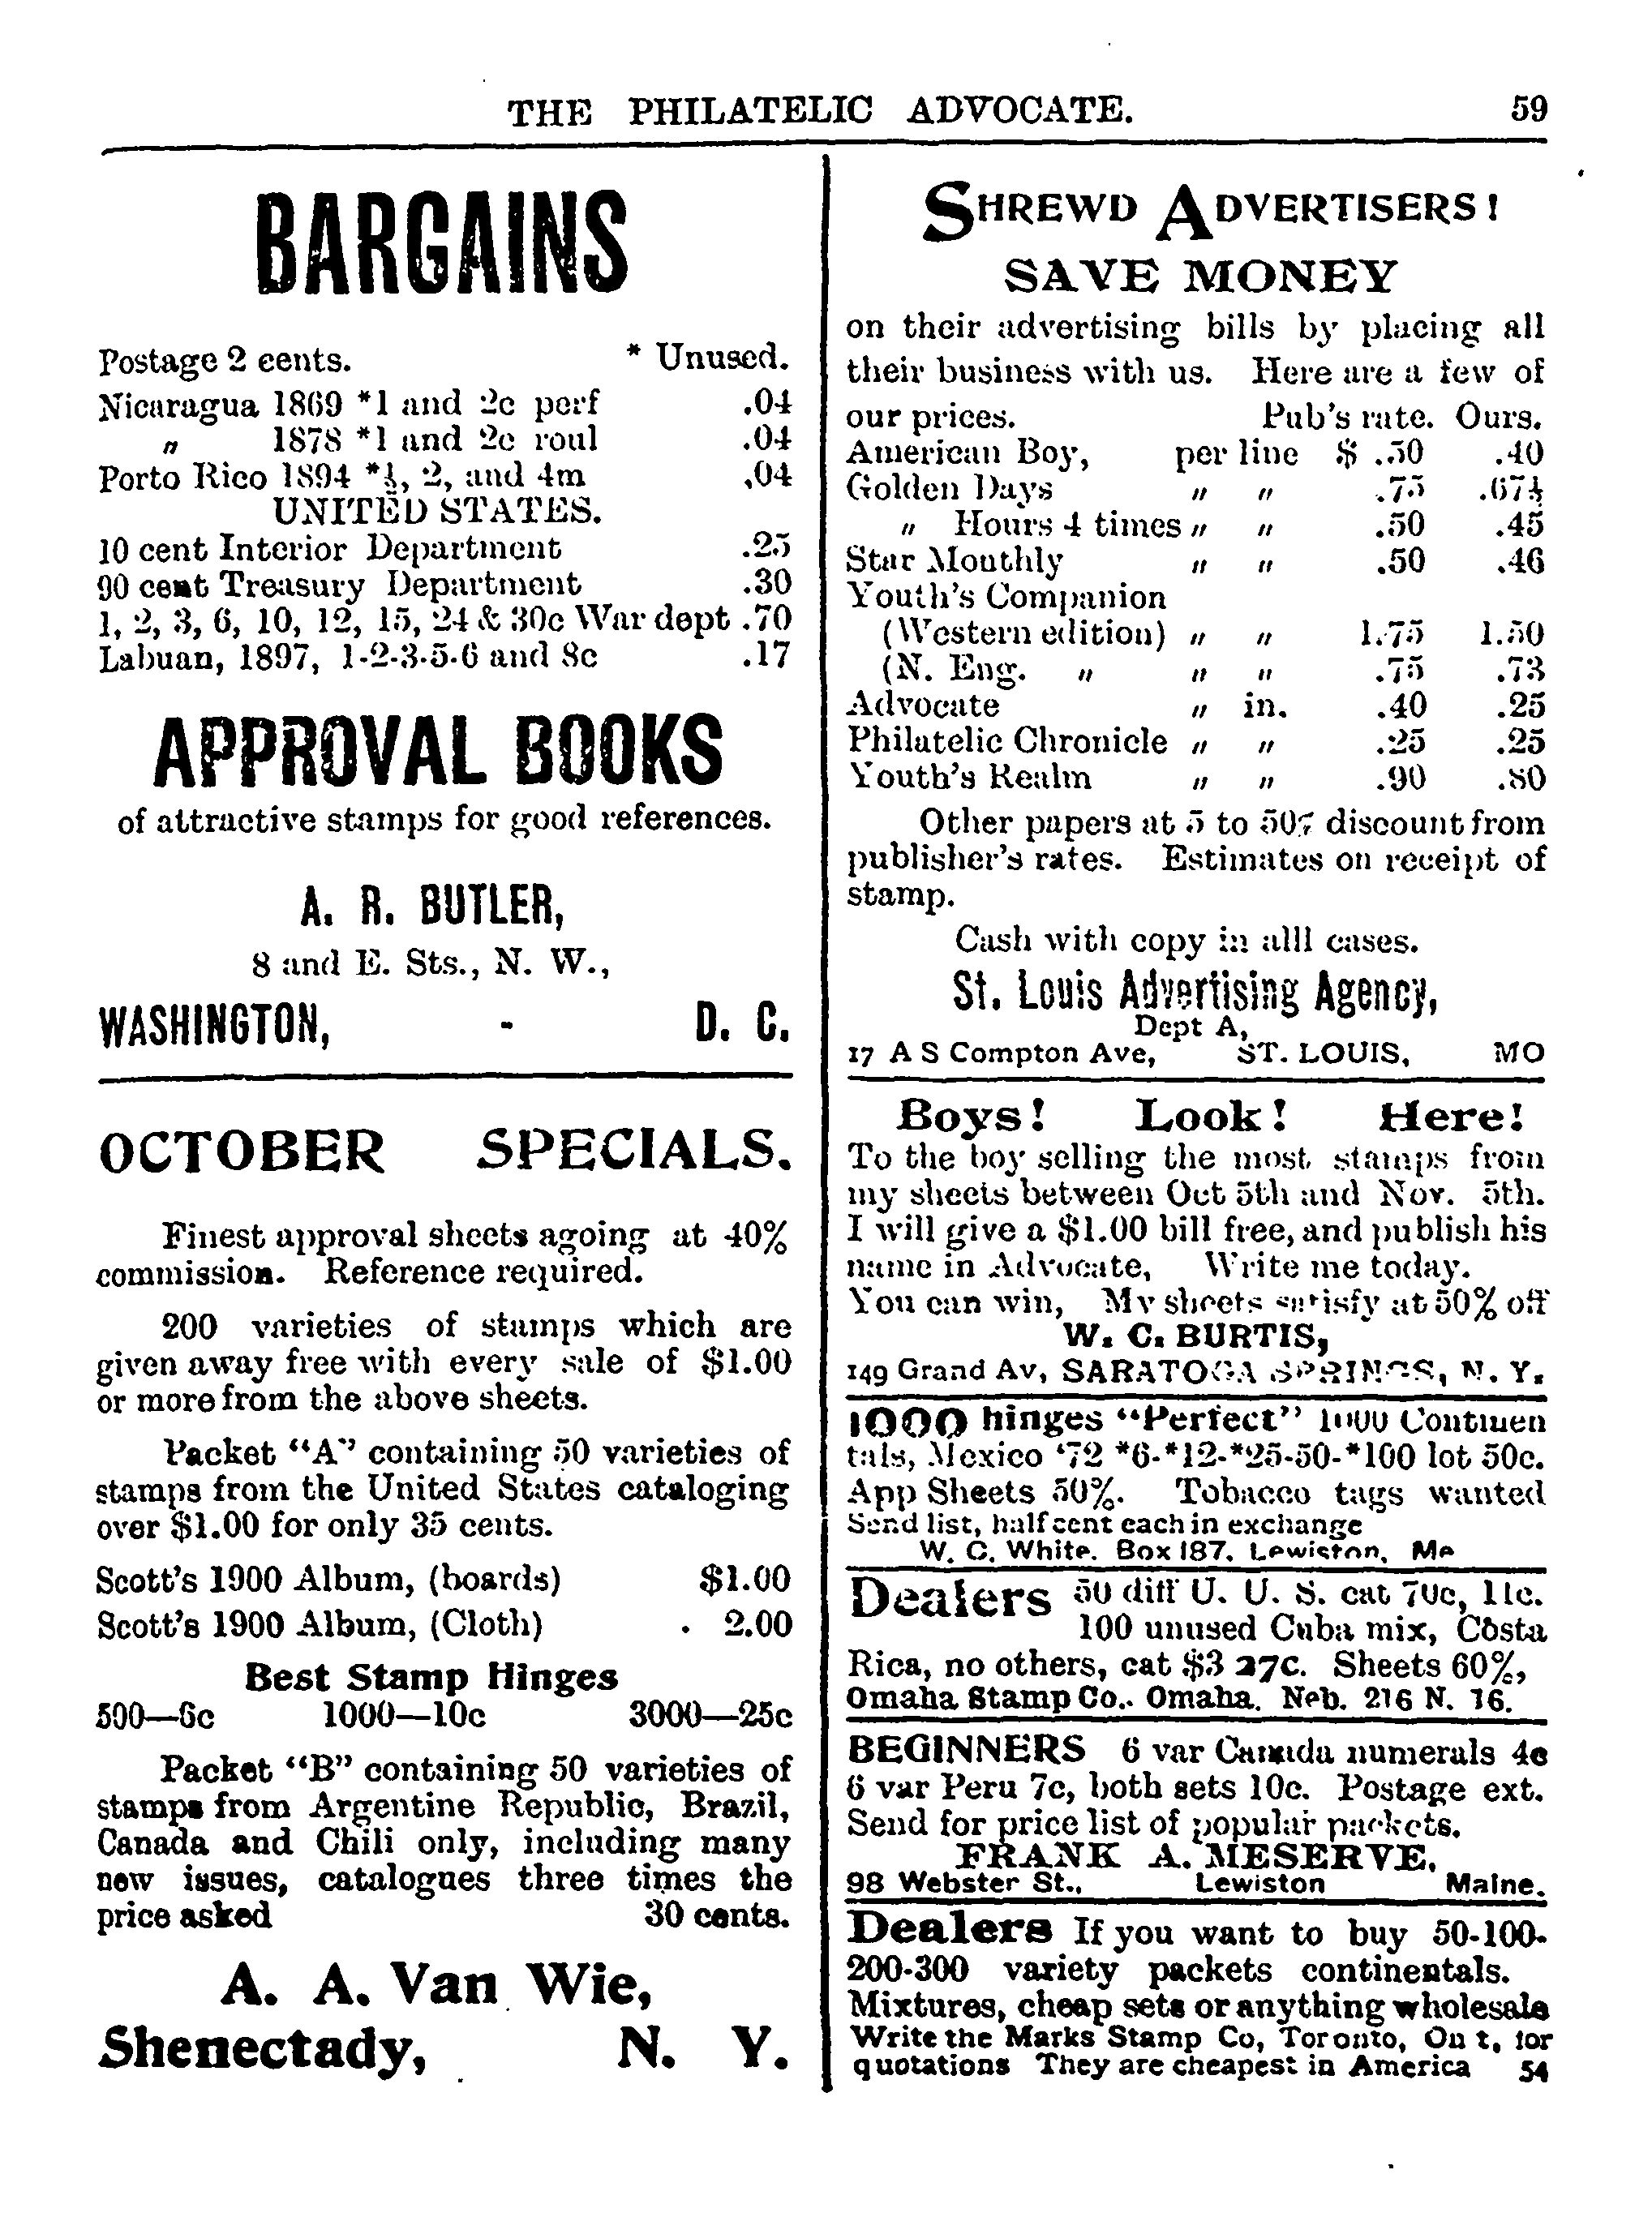 THE PHILATELIC ADVOCATE. 59
BARGAINS
Postage 2 cents. * Unused.
Nicaragua 1869 *1 and 2c perf .04
" 1878 *1 and 2c roul .04
Porto Rico 1894 *½, 2, and 4m .04
UNITED STATES.
10 cent Interior Department .25
90 cent Treasury Department .30
1, 2, 3, 6, 10, 12, 15, 24 & 30c War dept .70
Labuan, 1897, 1-2-3-5-6 and 8c .17
APPROVAL BOOKS
of attractive stamps for good references.
A. R. BUTLER,
8 and E. Sts., N. W.,
WASHINGTON, - D. C.
OCTOBER SPECIALS.
Finest approval sheets agoing at 40%
commission. Reference required.
200 varieties of stamps which are
given away free with every sale of $1.00
or more from the above sheets.
Packet "A" containing 50 varieties of
stamps from the United States cataloging
over $1.00 for only 35 cents.
Scott's 1900 Album, (boards) $1.00
Scott's 1900 Album, (Cloth) . 2.00
Best Stamp Hinges
500—6c 1000—10c 3000—25c
Packet "B" containing 50 varieties of
stamps from Argentine Republic, Brazil,
Canada and Chili only, including many
new issues, catalogues three times the
price asked 30 cents.
A. A. Van Wie,
Shenectady, N. Y.
SHREWD ADVERTISERS!
SAVE MONEY
on their advertising bills by placing all
their business with us. Here are a few of
our prices. Pub's rate. Ours.
American Boy, per line $ .50 .40
Golden Days " " .75 .67½
" Hours 4 times " " .50 .45
Star Monthly " " .50 .46
Youth's Companion
(Western edition) " " 1.75 1.50
(N. Eng. " " " .75 .73
Advocate " in. .40 .25
Philatelic Chronicle " " .25 .25
Youth's Realm " " .90 .80
Other papers at 5 to 50% discount from
publisher's rates. Estimates on receipt of
stamp.
Cash with copy in alll cases.
St. Louis Advertising Agency,
Dept A,
17 A S Compton Ave, ST. LOUIS, MO
Boys! Look! Here!
To the boy selling the most stamps from
my sheets between Oct 5th and Nov. 5th.
I will give a $1.00 bill free, and publish his
name in Advocate, Write me today.
You can win, My sheets satisfy at 50% off
W. C. BURTIS,
149 Grand Av, SARATOGA SPRINGS, N. Y.
1000 hinges "Perfect" 1000 Continen
tals, Mexico '72 *6-*12-*25-50-*100 lot 50c.
App Sheets 50%. Tobacco tags wanted
Send list, half cent each in exchange
W. C. White. Box 187. Lewiston, Me
Dealers 50 diff U. U. S. cat 70c, 11c.
100 unused Cuba mix, Costa
Rica, no others, cat $3 27c. Sheets 60%,
Omaha Stamp Co., Omaha, Neb. 216 N. 16.
BEGINNERS 6 var Canada numerals 4c
6 var Peru 7c, both sets 10c. Postage ext.
Send for price list of popular packets.
FRANK A. MESERVE,
98 Webster St., Lewiston Maine.
Dealers If you want to buy 50-100-
200-300 variety packets continentals.
Mixtures, cheap sets or anything wholesale
Write the Marks Stamp Co, Toronto, On t, for
quotations They are cheapest in America 54